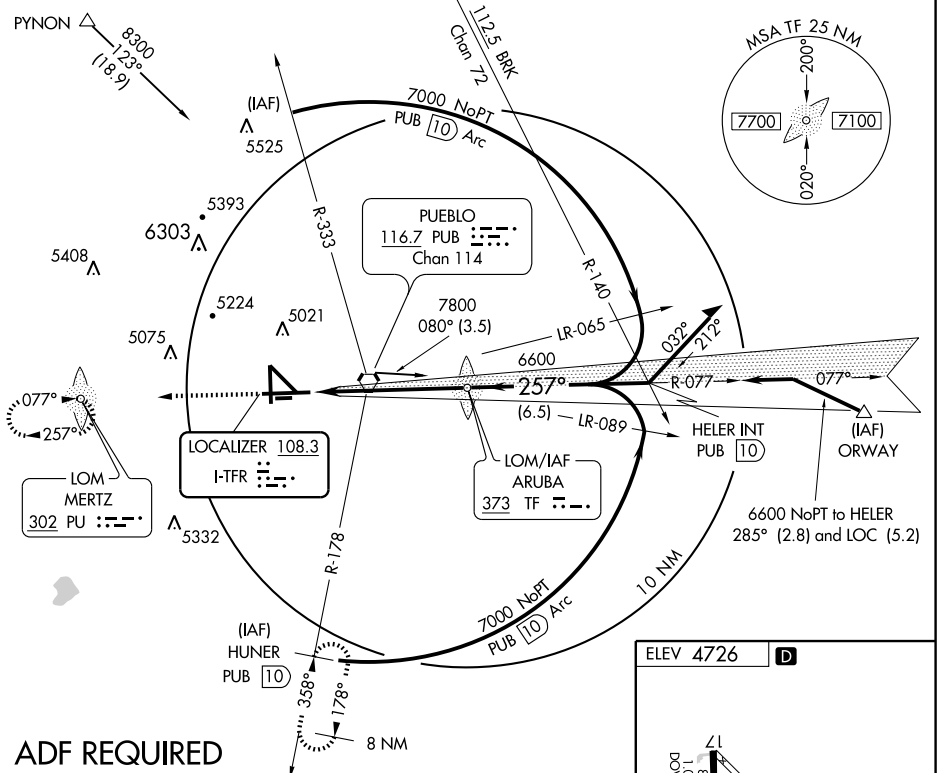 PYNON
8300
123°
(18.9)
112.5 BRK
Chan 72
MSA TF 25 NM
200°
7700
7100
020°
(IAF)
7000 NoPT
PUB 10 Arc
5525
5393
6303
5408
R-333
PUEBLO
116.7 PUB
Chan 114
R-140
5224
5021
5075
7800
080° (3.5)
LR-065
6600
032°
212°
257°
(6.5)
R-077
077°
LR-089
HELER INT
PUB 10
(IAF)
ORWAY
077°
257°
LOCALIZER 108.3
I-TFR
LOM/IAF
ARUBA
373 TF
LOM
MERTZ
302 PU
5332
6600 NoPT to HELER
285° (2.8) and LOC (5.2)
R-178
10 NM
7000 NoPT
PUB 10 Arc
(IAF)
HUNER
PUB 10
358°
178°
8 NM
ELEV 4726 D
17
ADF REQUIRED